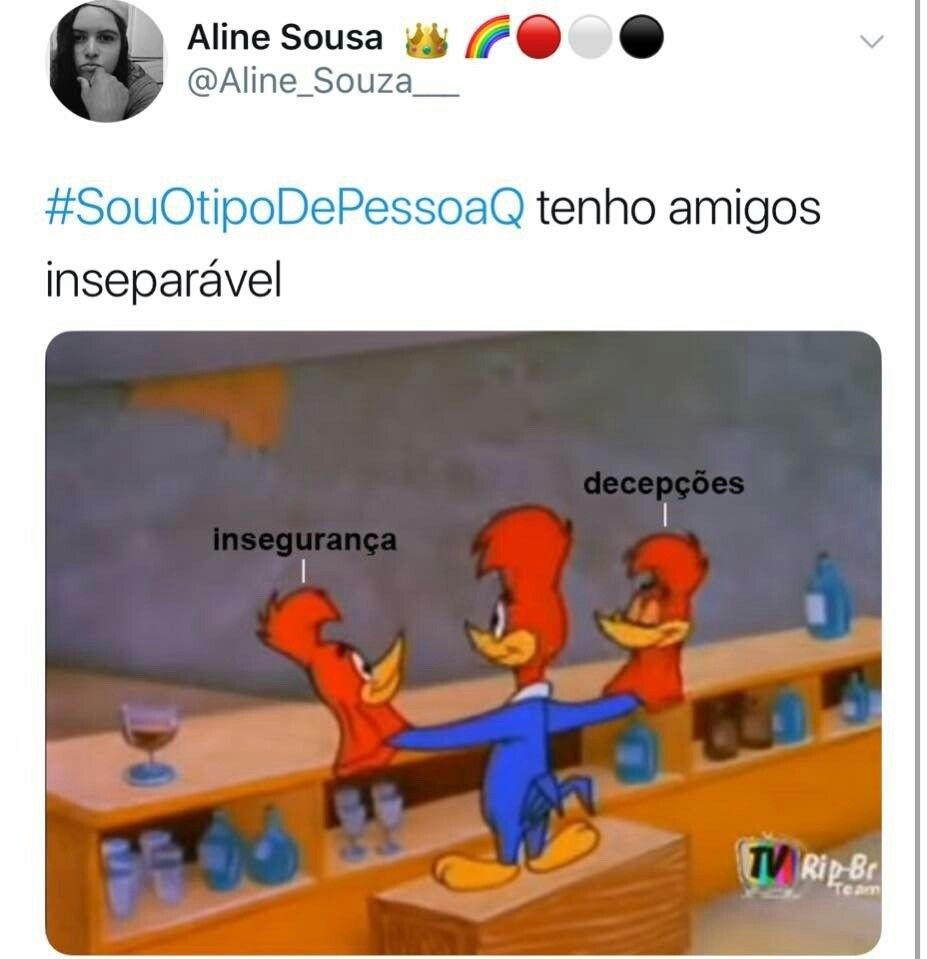 Aline Sousa 👑 🌈🔴⚪⚫
@Aline_Souza___
#SouOtipoDePessoaQ tenho amigos
inseparável
decepções
insegurança
TV Rip-Br
Team